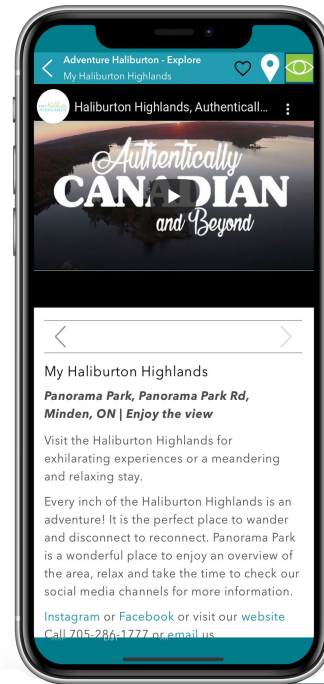 Adventure Haliburton - Explore
My Haliburton Highlands
Haliburton Highlands, Authenticall...
Authentically
CANADIAN
and Beyond
My Haliburton Highlands
Panorama Park, Panorama Park Rd,
Minden, ON | Enjoy the view
Visit the Haliburton Highlands for
exhilarating experiences or a meandering
and relaxing stay.
Every inch of the Haliburton Highlands is an
adventure! It is the perfect place to wander
and disconnect to reconnect. Panorama Park
is a wonderful place to enjoy an overview of
the area, relax and take the time to check our
social media channels for more information.
Instagram or Facebook or visit our website
Call 705-286-1777 or email us